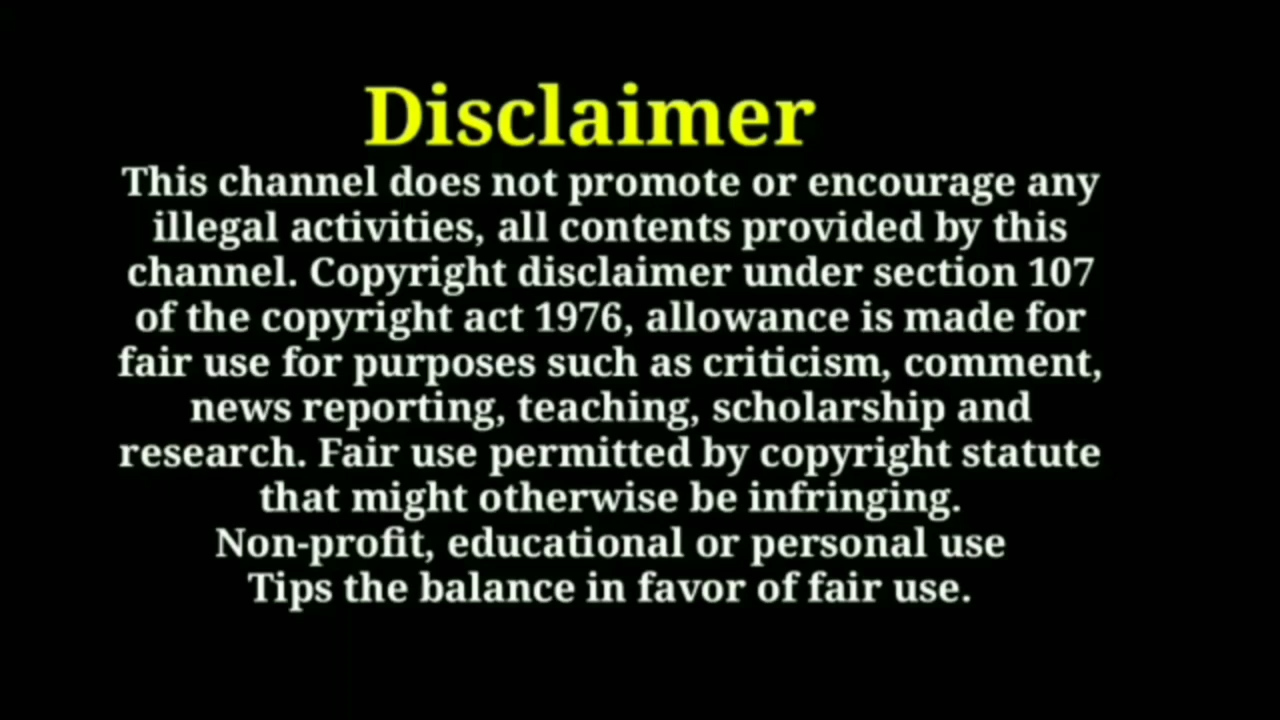 Disclaimer
This channel does not promote or encourage any
illegal activities, all contents provided by this
channel. Copyright disclaimer under section 107
of the copyright act 1976, allowance is made for
fair use for purposes such as criticism, comment,
news reporting, teaching, scholarship and
research. Fair use permitted by copyright statute
that might otherwise be infringing.
Non-profit, educational or personal use
Tips the balance in favor of fair use.